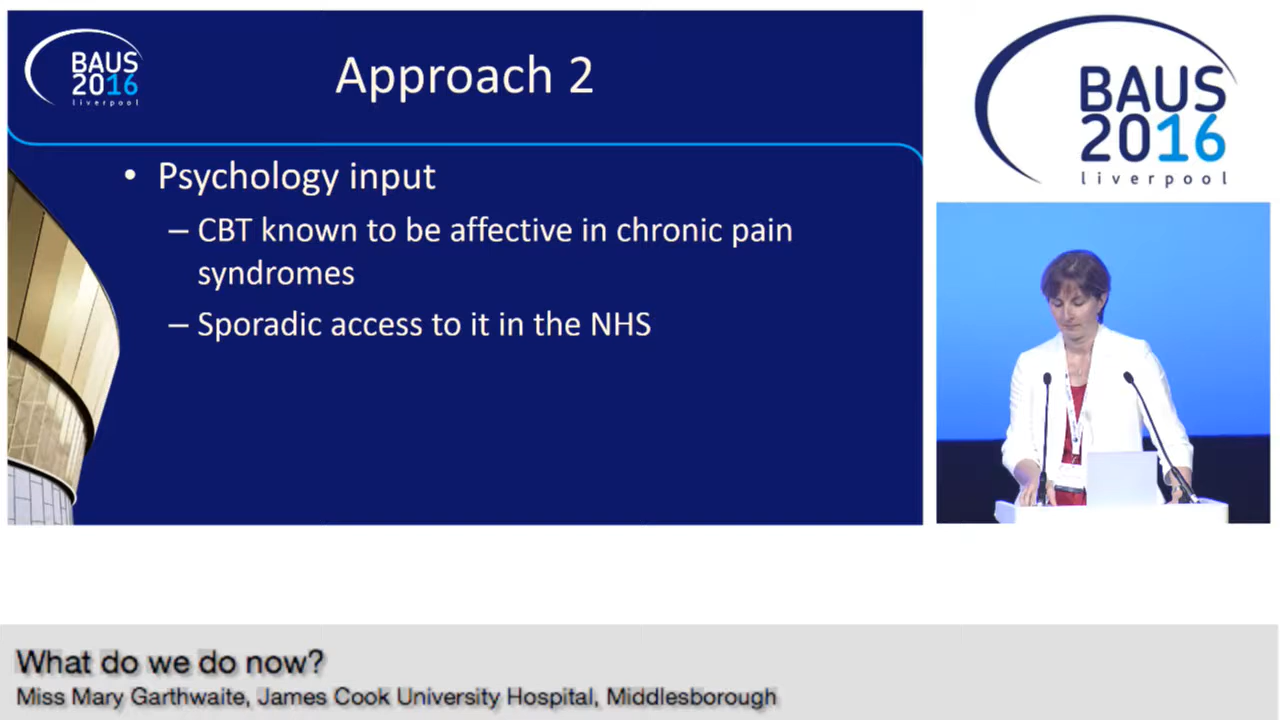 BAUS
2016
liverpool
Approach 2
• Psychology input
– CBT known to be affective in chronic pain
syndromes
– Sporadic access to it in the NHS
BAUS
2016
liverpool
What do we do now?
Miss Mary Garthwaite, James Cook University Hospital, Middlesborough